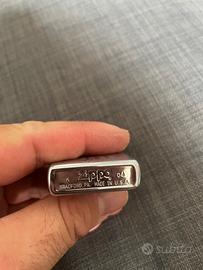 A Zippo 04
BRADFORD, PA. MADE IN U.S.A.
subito